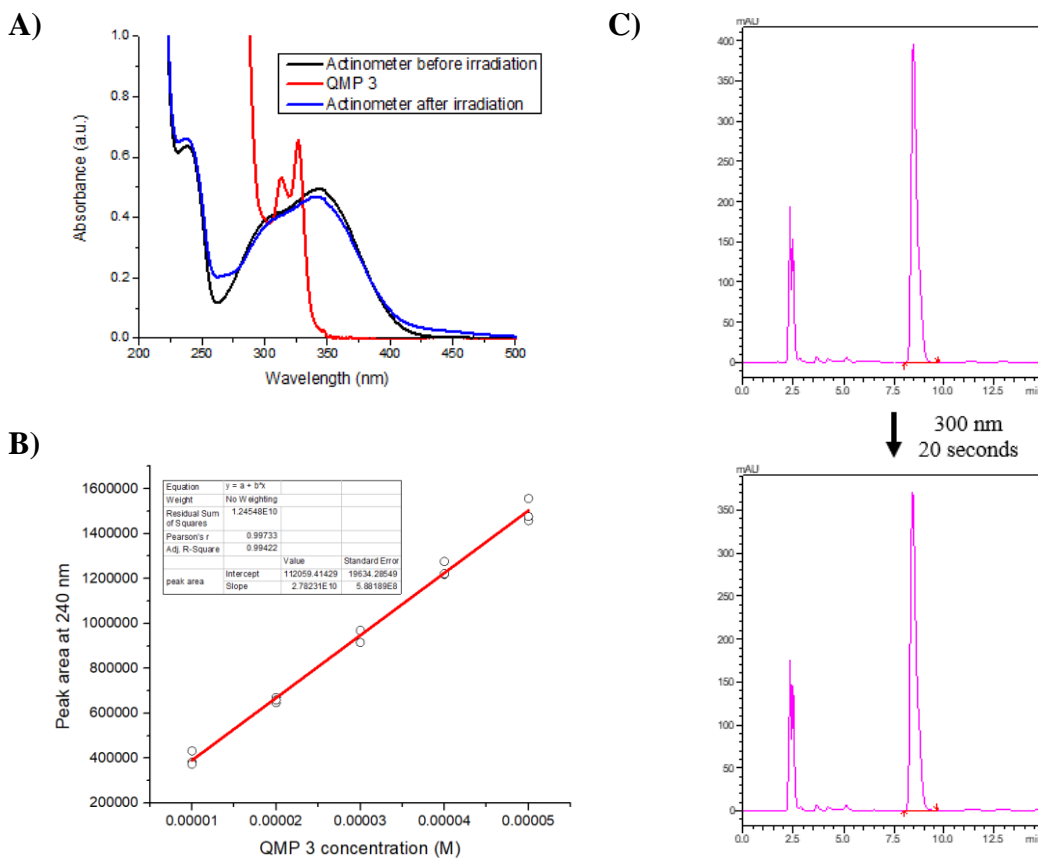 A)
Absorbance (a.u.)
1.0
0.8
0.6
0.4
0.2
0.0
Actinometer before irradiation
QMP 3
Actinometer after irradiation
200 250 300 350 400 450 500
Wavelength (nm)
B)
Peak area at 240 nm
1600000
1400000
1200000
1000000
800000
600000
400000
200000
Equation y = a + b*x
Weight No Weighting
Residual Sum of Squares 1.24548E10
Pearson's r 0.99733
Adj. R-Square 0.99422
Value Standard Error
peak area Intercept 112059.41429 19634.28549
Slope 2.78231E10 5.88189E8
0.00001 0.00002 0.00003 0.00004 0.00005
QMP 3 concentration (M)
C)
mAU
400
350
300
250
200
150
100
50
0
0.0 2.5 5.0 7.5 10.0 12.5 min
300 nm
20 seconds
mAU
350
300
250
200
150
100
50
0
0.0 2.5 5.0 7.5 10.0 12.5